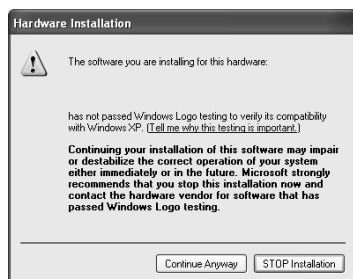 Hardware Installation
The software you are installing for this hardware:
has not passed Windows Logo testing to verify its compatibility
with Windows XP. (Tell me why this testing is important.)
Continuing your installation of this software may impair
or destabilize the correct operation of your system
either immediately or in the future. Microsoft strongly
recommends that you stop this installation now and
contact the hardware vendor for software that has
passed Windows Logo testing.
Continue Anyway
STOP Installation